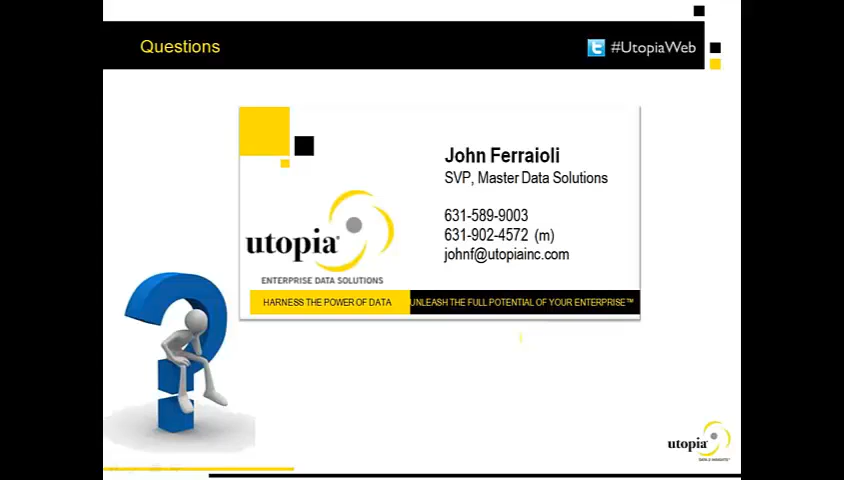 Questions
#UtopiaWeb
John Ferraioli
SVP, Master Data Solutions
631-589-9003
631-902-4572 (m)
johnf@utopiainc.com
utopia®
ENTERPRISE DATA SOLUTIONS
HARNESS THE POWER OF DATA
UNLEASH THE FULL POTENTIAL OF YOUR ENTERPRISE™
utopia